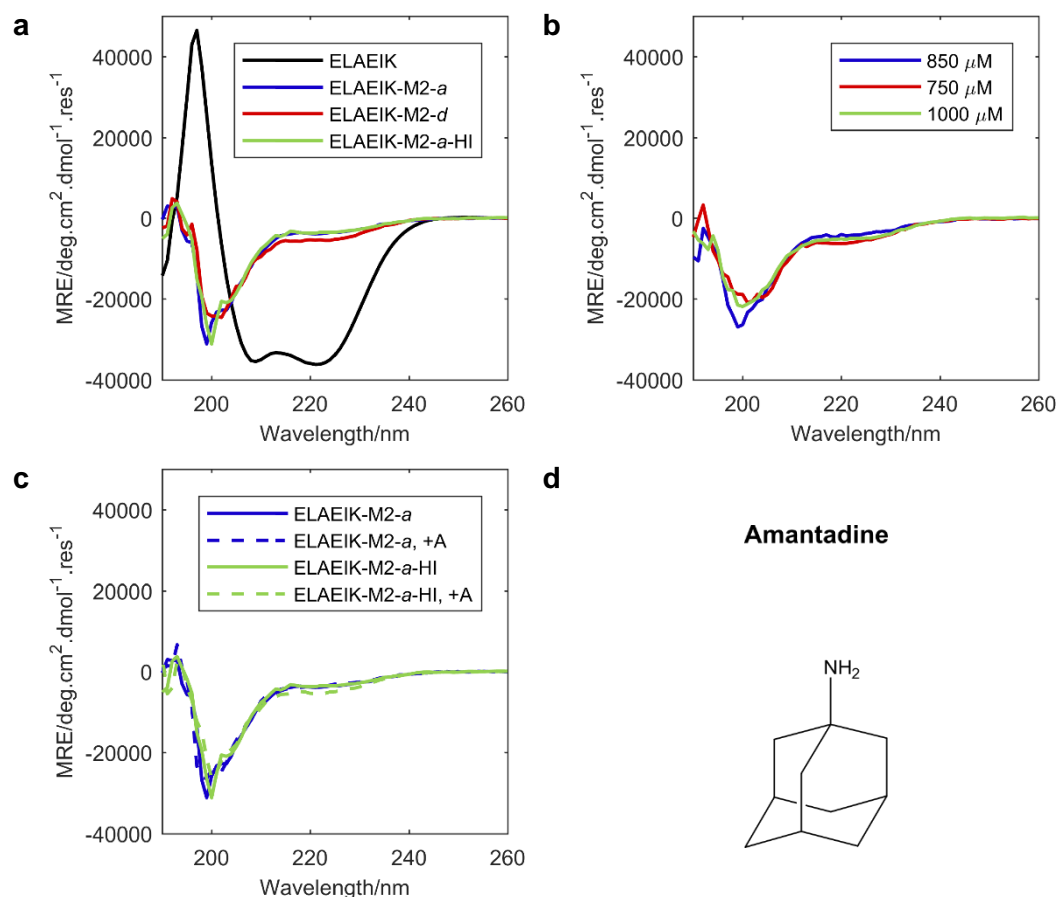 a
MRE/deg.cm2.dmol-1.res-1
40000
20000
0
-20000
-40000
200
220
240
260
Wavelength/nm
ELAEIK
ELAEIK-M2-a
ELAEIK-M2-d
ELAEIK-M2-a-HI
b
MRE/deg.cm2.dmol-1.res-1
40000
20000
0
-20000
-40000
200
220
240
260
Wavelength/nm
850 μM
750 μM
1000 μM
c
MRE/deg.cm2.dmol-1.res-1
40000
20000
0
-20000
-40000
200
220
240
260
Wavelength/nm
ELAEIK-M2-a
ELAEIK-M2-a, +A
ELAEIK-M2-a-HI
ELAEIK-M2-a-HI, +A
d
Amantadine
NH2